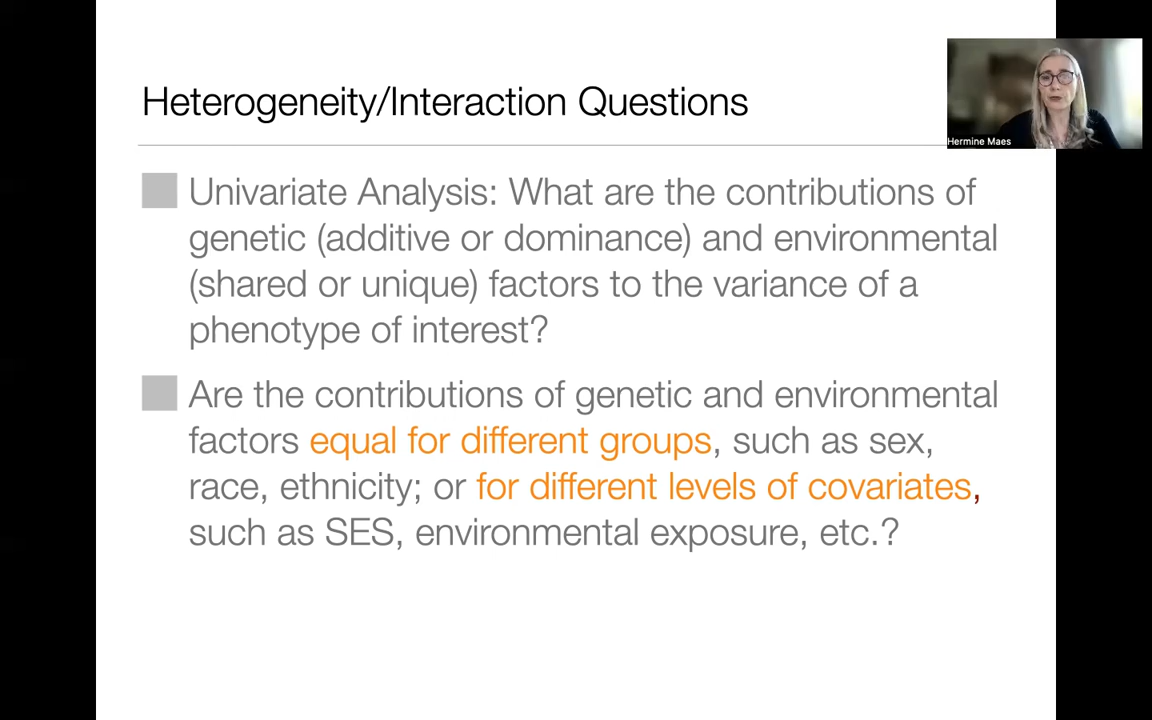 Heterogeneity/Interaction Questions
Hermine Maes
Univariate Analysis: What are the contributions of
genetic (additive or dominance) and environmental
(shared or unique) factors to the variance of a
phenotype of interest?
Are the contributions of genetic and environmental
factors equal for different groups, such as sex,
race, ethnicity; or for different levels of covariates,
such as SES, environmental exposure, etc.?